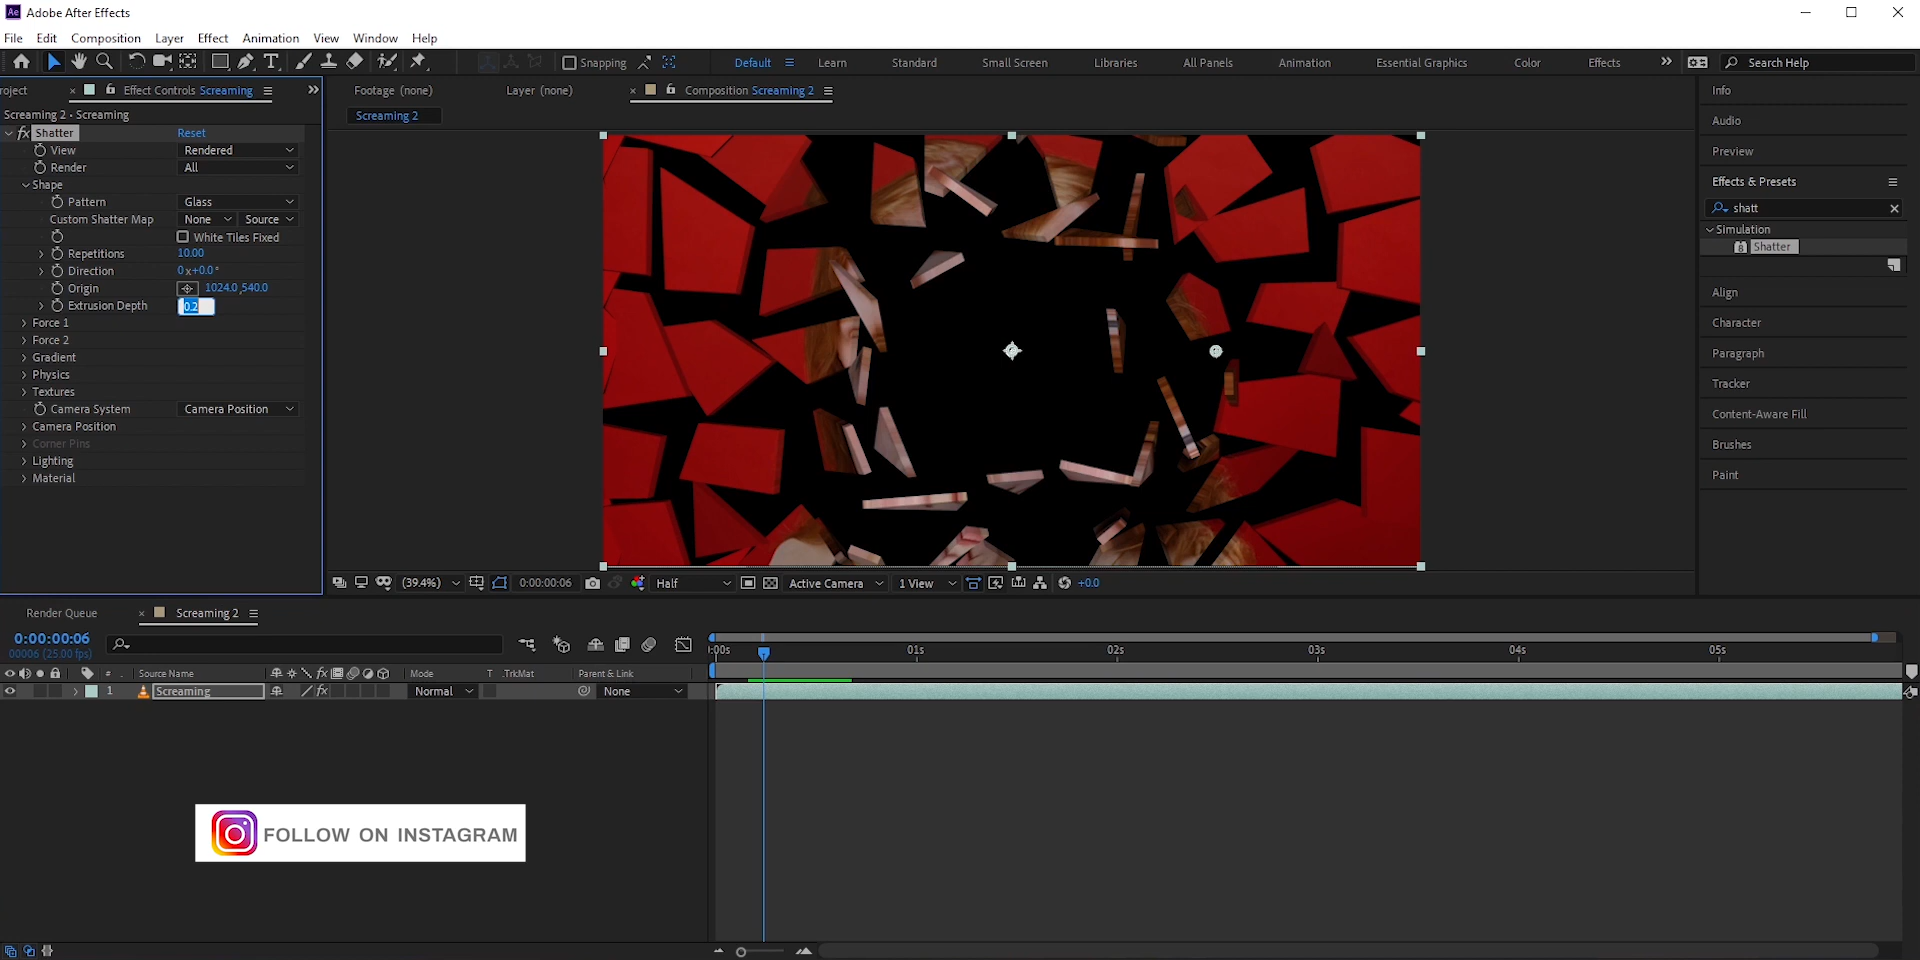 Ae Adobe After Effects
File Edit Composition Layer Effect Animation View Window Help
Snapping Default Learn Standard Small Screen Libraries All Panels Animation Essential Graphics Color Effects Search Help
roject Effect Controls Screaming
Footage (none) Layer (none) Composition Screaming 2
Screaming 2 • Screaming
Screaming 2
fx Shatter Reset
View Rendered
Render All
Shape
Pattern Glass
Custom Shatter Map None Source
White Tiles Fixed
Repetitions 10.00
Direction 0x+0.0°
Origin 1024.0,540.0
Extrusion Depth 0.2
Force 1
Force 2
Gradient
Physics
Textures
Camera System Camera Position
Camera Position
Corner Pins
Lighting
Material
Info
Audio
Preview
Effects & Presets
shatt
Simulation
8 Shatter
Align
Character
Paragraph
Tracker
Content-Aware Fill
Brushes
Paint
(39.4%) 0:00:00:06 Half Active Camera 1 View +0.0
Render Queue Screaming 2
0:00:00:06
00006 (25.00 fps)
# Source Name fx Mode T .TrkMat Parent & Link
1 Screaming fx Normal None
:00s 01s 02s 03s 04s 05s
FOLLOW ON INSTAGRAM